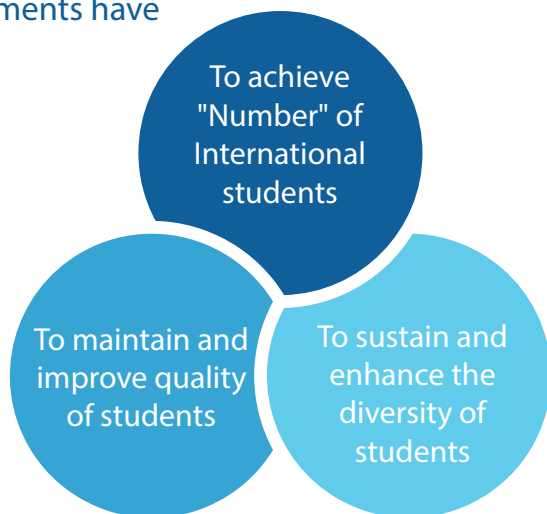 ments have
To achieve
"Number" of
International
students
To maintain and
improve quality
of students
To sustain and
enhance the
diversity of
students